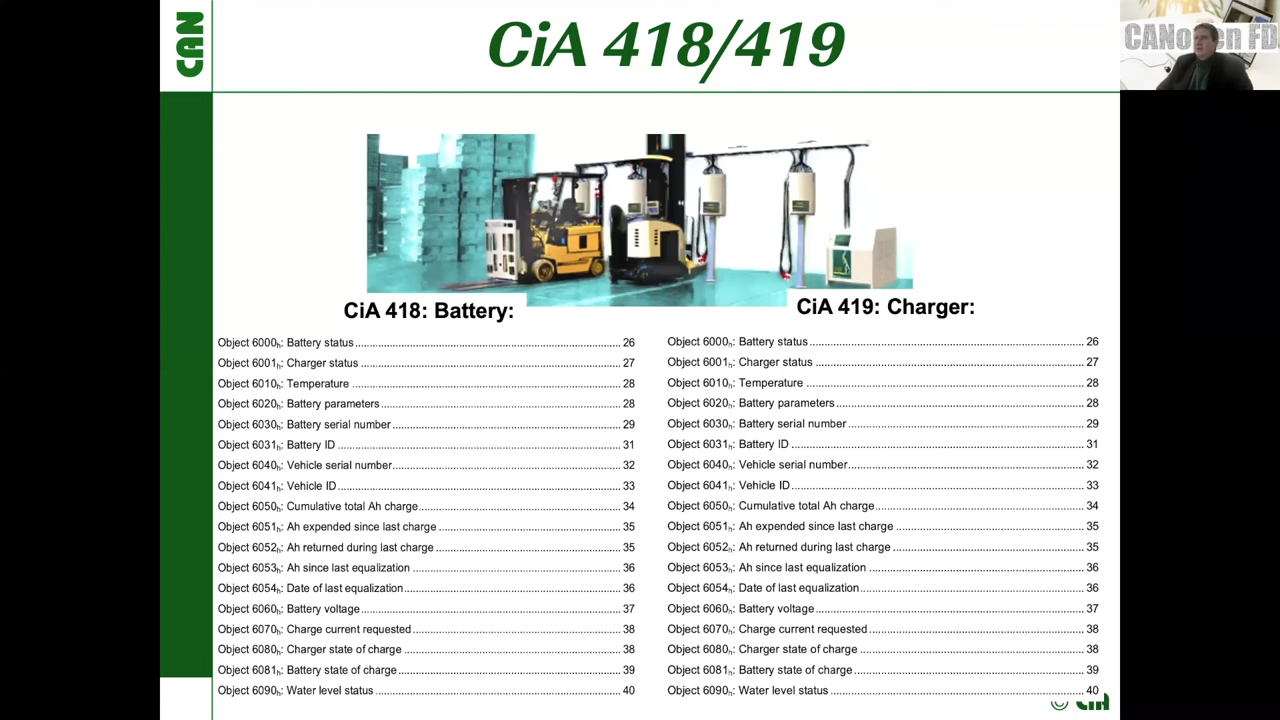 CAN
CiA 418/419
CANopen FD
CiA 418: Battery:
Object 6000h: Battery status 26
Object 6001h: Charger status 27
Object 6010h: Temperature 28
Object 6020h: Battery parameters 28
Object 6030h: Battery serial number 29
Object 6031h: Battery ID 31
Object 6040h: Vehicle serial number 32
Object 6041h: Vehicle ID 33
Object 6050h: Cumulative total Ah charge 34
Object 6051h: Ah expended since last charge 35
Object 6052h: Ah returned during last charge 35
Object 6053h: Ah since last equalization 36
Object 6054h: Date of last equalization 36
Object 6060h: Battery voltage 37
Object 6070h: Charge current requested 38
Object 6080h: Charger state of charge 38
Object 6081h: Battery state of charge 39
Object 6090h: Water level status 40
CiA 419: Charger:
Object 6000h: Battery status 26
Object 6001h: Charger status 27
Object 6010h: Temperature 28
Object 6020h: Battery parameters 28
Object 6030h: Battery serial number 29
Object 6031h: Battery ID 31
Object 6040h: Vehicle serial number 32
Object 6041h: Vehicle ID 33
Object 6050h: Cumulative total Ah charge 34
Object 6051h: Ah expended since last charge 35
Object 6052h: Ah returned during last charge 35
Object 6053h: Ah since last equalization 36
Object 6054h: Date of last equalization 36
Object 6060h: Battery voltage 37
Object 6070h: Charge current requested 38
Object 6080h: Charger state of charge 38
Object 6081h: Battery state of charge 39
Object 6090h: Water level status 40
© CiA